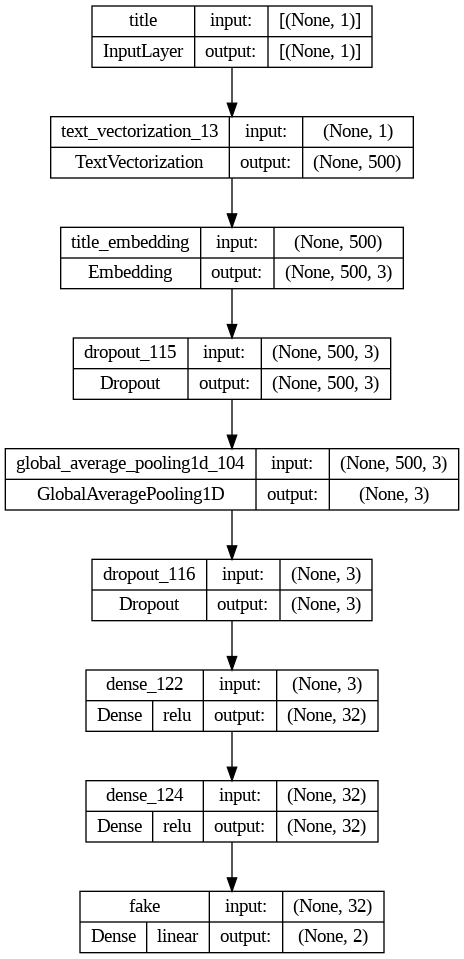 title input: [(None, 1)]
InputLayer output: [(None, 1)]
text_vectorization_13 input: (None, 1)
TextVectorization output: (None, 500)
title_embedding input: (None, 500)
Embedding output: (None, 500, 3)
dropout_115 input: (None, 500, 3)
Dropout output: (None, 500, 3)
global_average_pooling1d_104 input: (None, 500, 3)
GlobalAveragePooling1D output: (None, 3)
dropout_116 input: (None, 3)
Dropout output: (None, 3)
dense_122 input: (None, 3)
Dense relu output: (None, 32)
dense_124 input: (None, 32)
Dense relu output: (None, 32)
fake input: (None, 32)
Dense linear output: (None, 2)